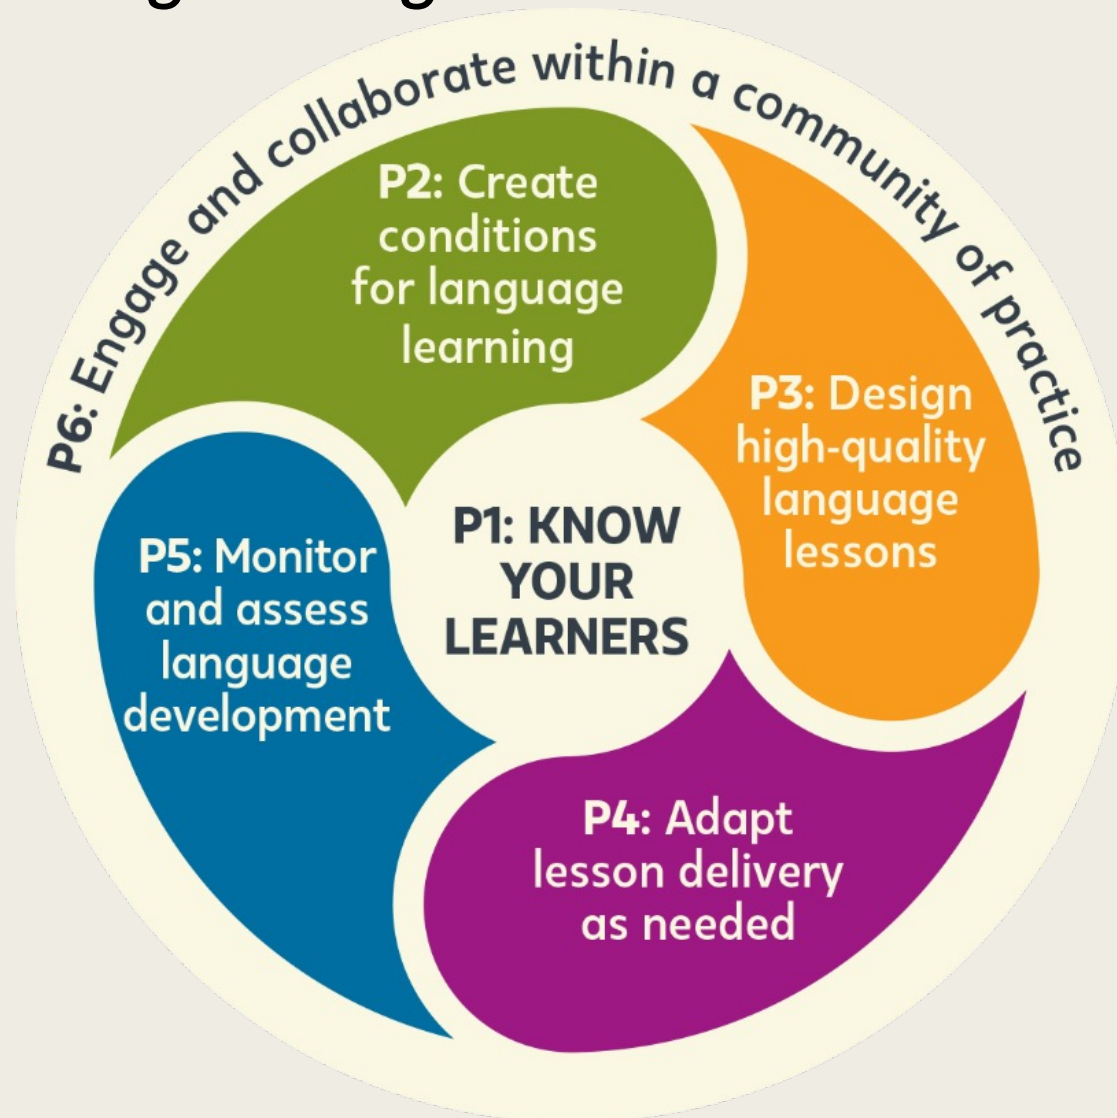 P6: Engage and collaborate within a community of practice
P2: Create
conditions
for language
learning
P3: Design
high-quality
language
lessons
P1: KNOW
YOUR
LEARNERS
P5: Monitor
and assess
language
development
P4: Adapt
lesson delivery
as needed